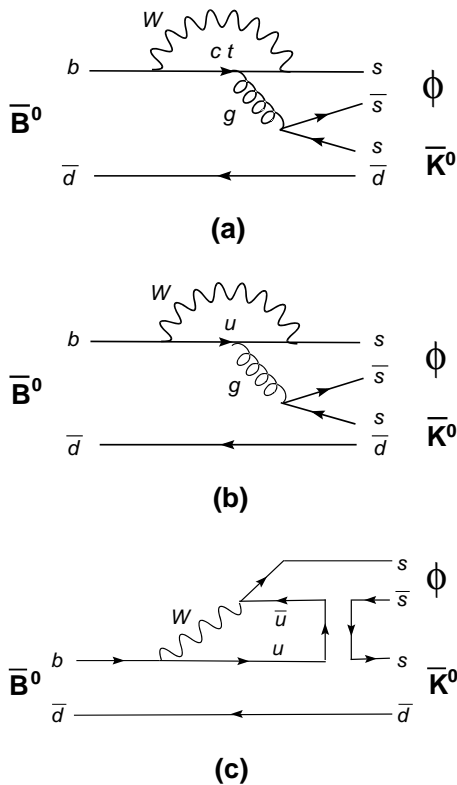 W
c t
b s
s̅ ϕ
B̅⁰ g
s K̅⁰
d̅ d̅
(a)
W
u
b s
s̅ ϕ
B̅⁰ g
s K̅⁰
d̅ d̅
(b)
s ϕ
W u̅ s̅
b u s
B̅⁰ K̅⁰
d̅ d̅
(c)